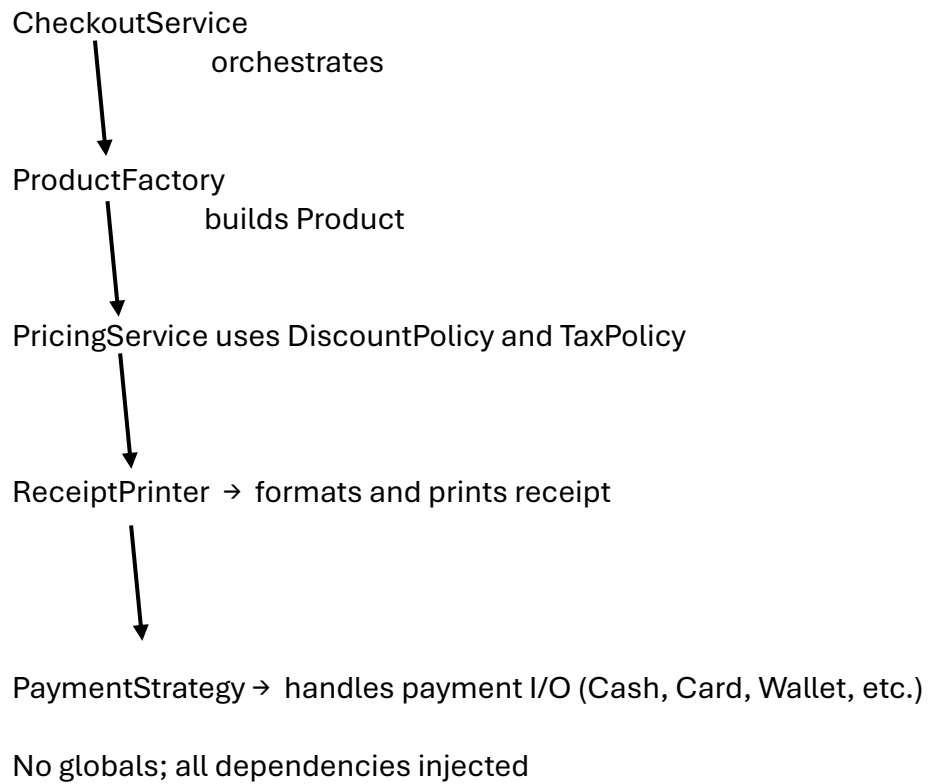 CheckoutService
orchestrates
ProductFactory
builds Product
PricingService uses DiscountPolicy and TaxPolicy
ReceiptPrinter → formats and prints receipt
PaymentStrategy → handles payment I/O (Cash, Card, Wallet, etc.)
No globals; all dependencies injected